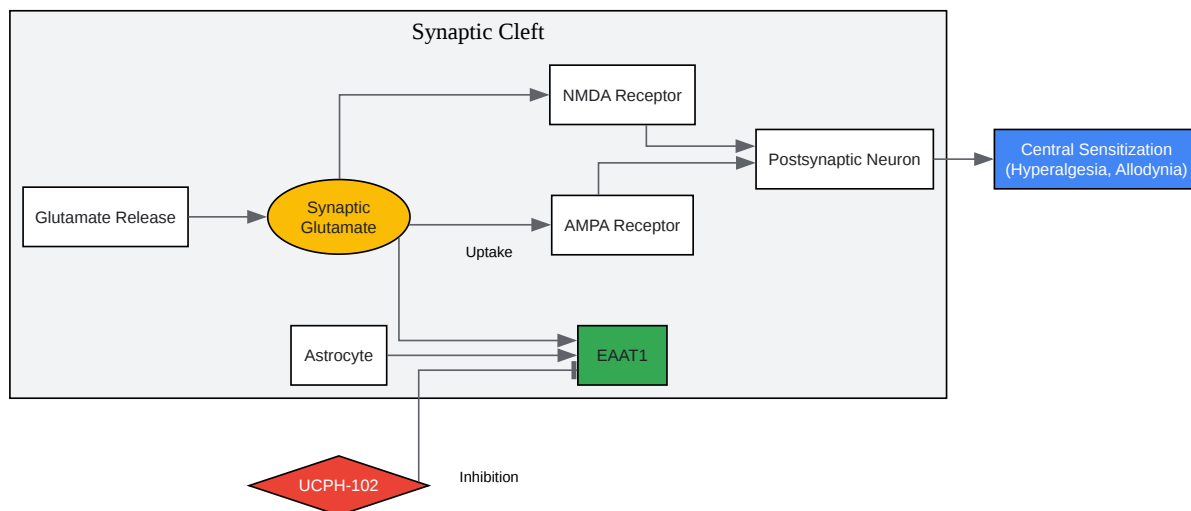 Synaptic Cleft
NMDA Receptor
Postsynaptic Neuron
Central Sensitization
(Hyperalgesia, Allodynia)
Glutamate Release
Synaptic
Glutamate
AMPA Receptor
Uptake
Astrocyte
EAAT1
UCPH-102
Inhibition